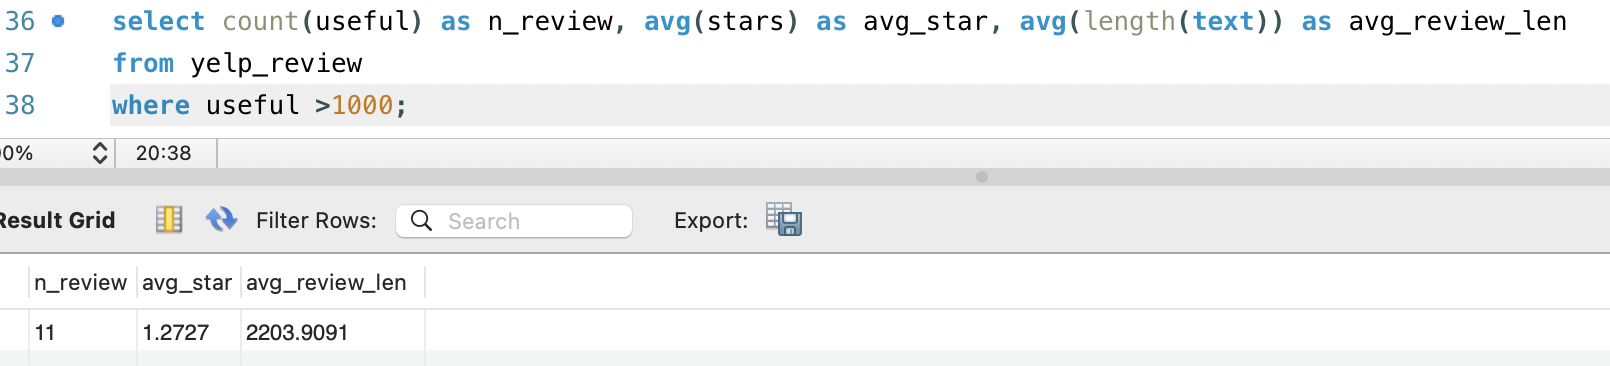 36 select count(useful) as n_review, avg(stars) as avg_star, avg(length(text)) as avg_review_len
37 from yelp_review
38 where useful >1000;
00% 20:38
Result Grid Filter Rows: Search Export:
n_review avg_star avg_review_len
11 1.2727 2203.9091